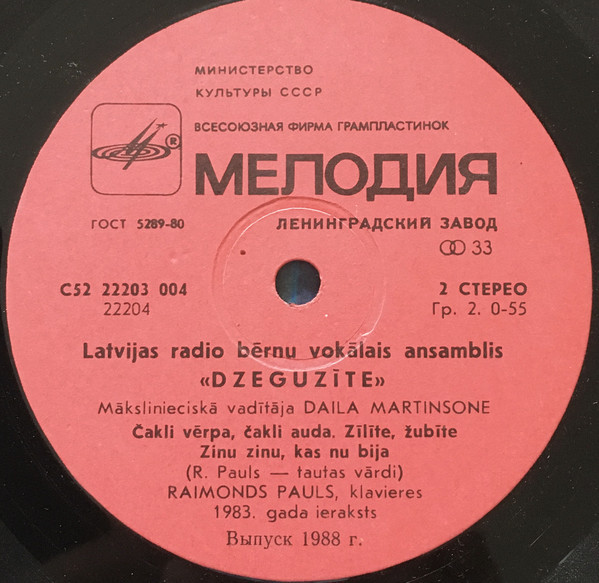 МИНИСТЕРСТВО
КУЛЬТУРЫ СССР
ВСЕСОЮЗНАЯ ФИРМА ГРАМПЛАСТИНОК
®
МЕЛОДИЯ
ГОСТ 5289-80 ЛЕНИНГРАДСКИЙ ЗАВОД
33
С52 22203 004 2 СТЕРЕО
22204 Гр. 2. 0-55
Latvijas radio bērnu vokālais ansamblis
«DZEGUZĪTE»
Mākslinieciskā vadītāja DAILA MARTINSONE
Čakli vērpa, čakli auda. Zīlīte, žubīte
Zinu zinu, kas nu bija
(R. Pauls — tautas vārdi)
RAIMONDS PAULS, klavieres
1983. gada ieraksts
Выпуск 1988 г.